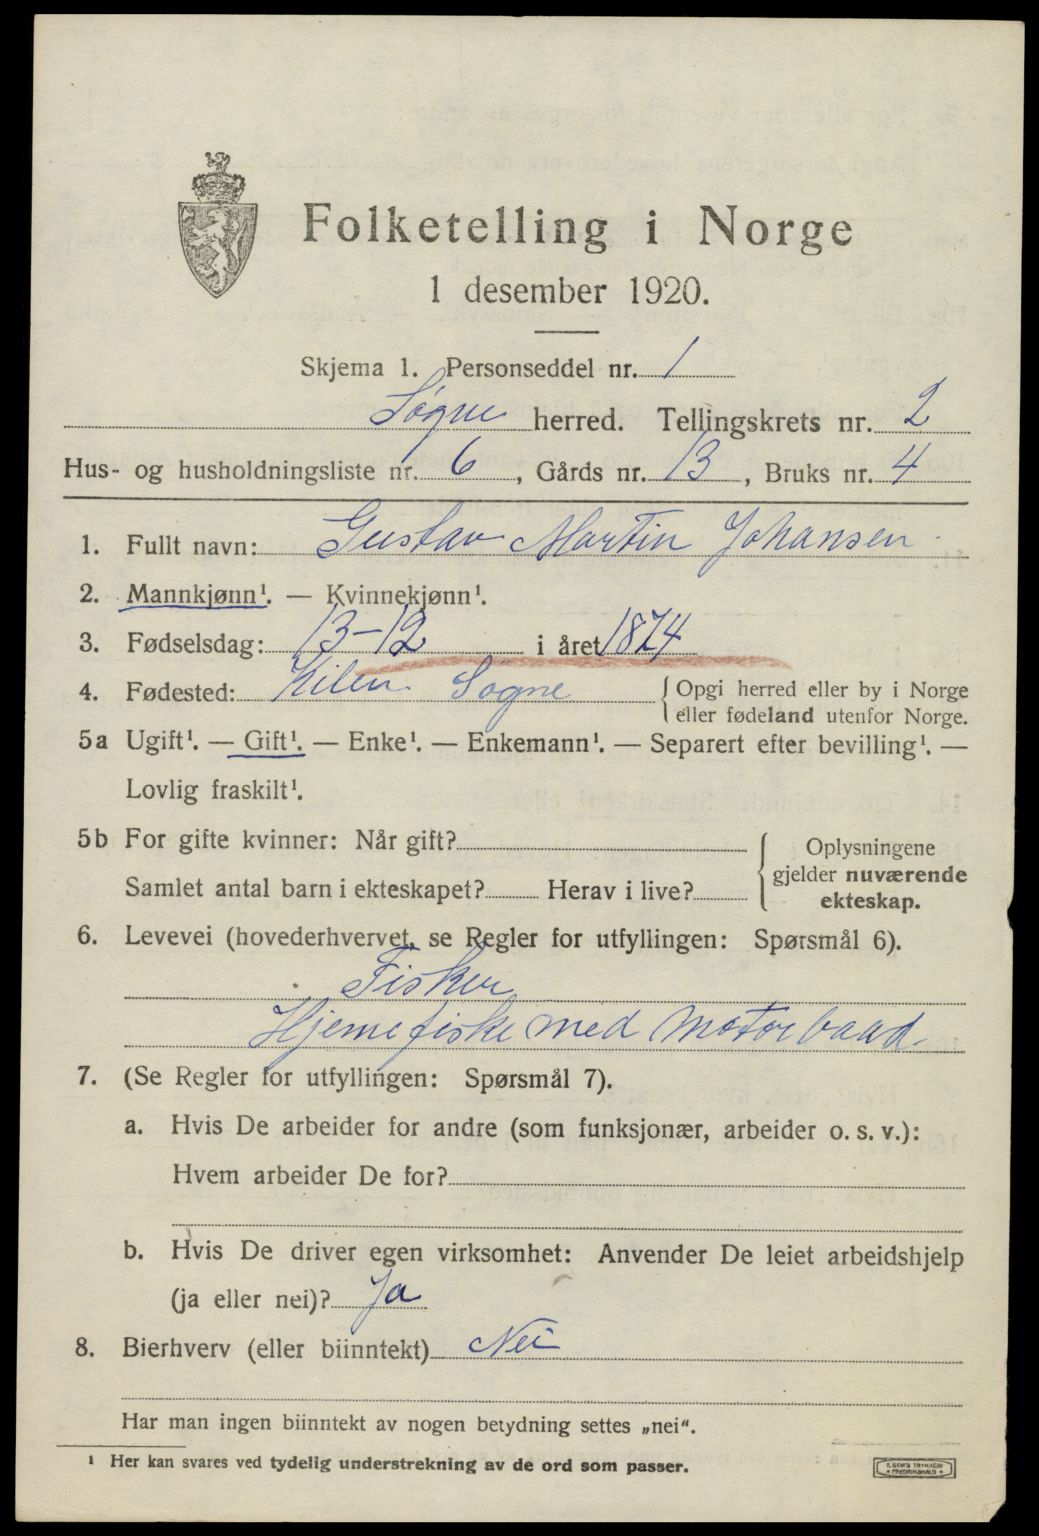 Folketelling i Norge
1 desember 1920.
Skjema 1. Personseddel nr. 1
Søgne herred. Tellingskrets nr. 2
Hus- og husholdningsliste nr. 6, Gårds nr. 13, Bruks nr. 4
1. Fullt navn: Gustav Martin Johansen
2. Mannkjønn¹. — Kvinnekjønn¹.
3. Fødselsdag: 13-12 i året 1874
4. Fødested: Kilen Søgne { Opgi herred eller by i Norge
eller fødeland utenfor Norge.
5a Ugift¹. — Gift¹. — Enke¹. — Enkemann¹. — Separert efter bevilling¹. —
Lovlig fraskilt¹.
5b For gifte kvinner: Når gift?
Samlet antal barn i ekteskapet? Herav i live?
Oplysningene
gjelder nuværende
ekteskap.
6. Levevei (hovederhvervet, se Regler for utfyllingen: Spørsmål 6).
Fisker
Hjemefiske med Motorbaad.
7. (Se Regler for utfyllingen: Spørsmål 7).
a. Hvis De arbeider for andre (som funksjonær, arbeider o. s. v.):
Hvem arbeider De for?
b. Hvis De driver egen virksomhet: Anvender De leiet arbeidshjelp
(ja eller nei)? Ja
8. Bierhverv (eller biinntekt) Nei
Har man ingen biinntekt av nogen betydning settes „nei“.
¹ Her kan svares ved tydelig understrekning av de ord som passer.